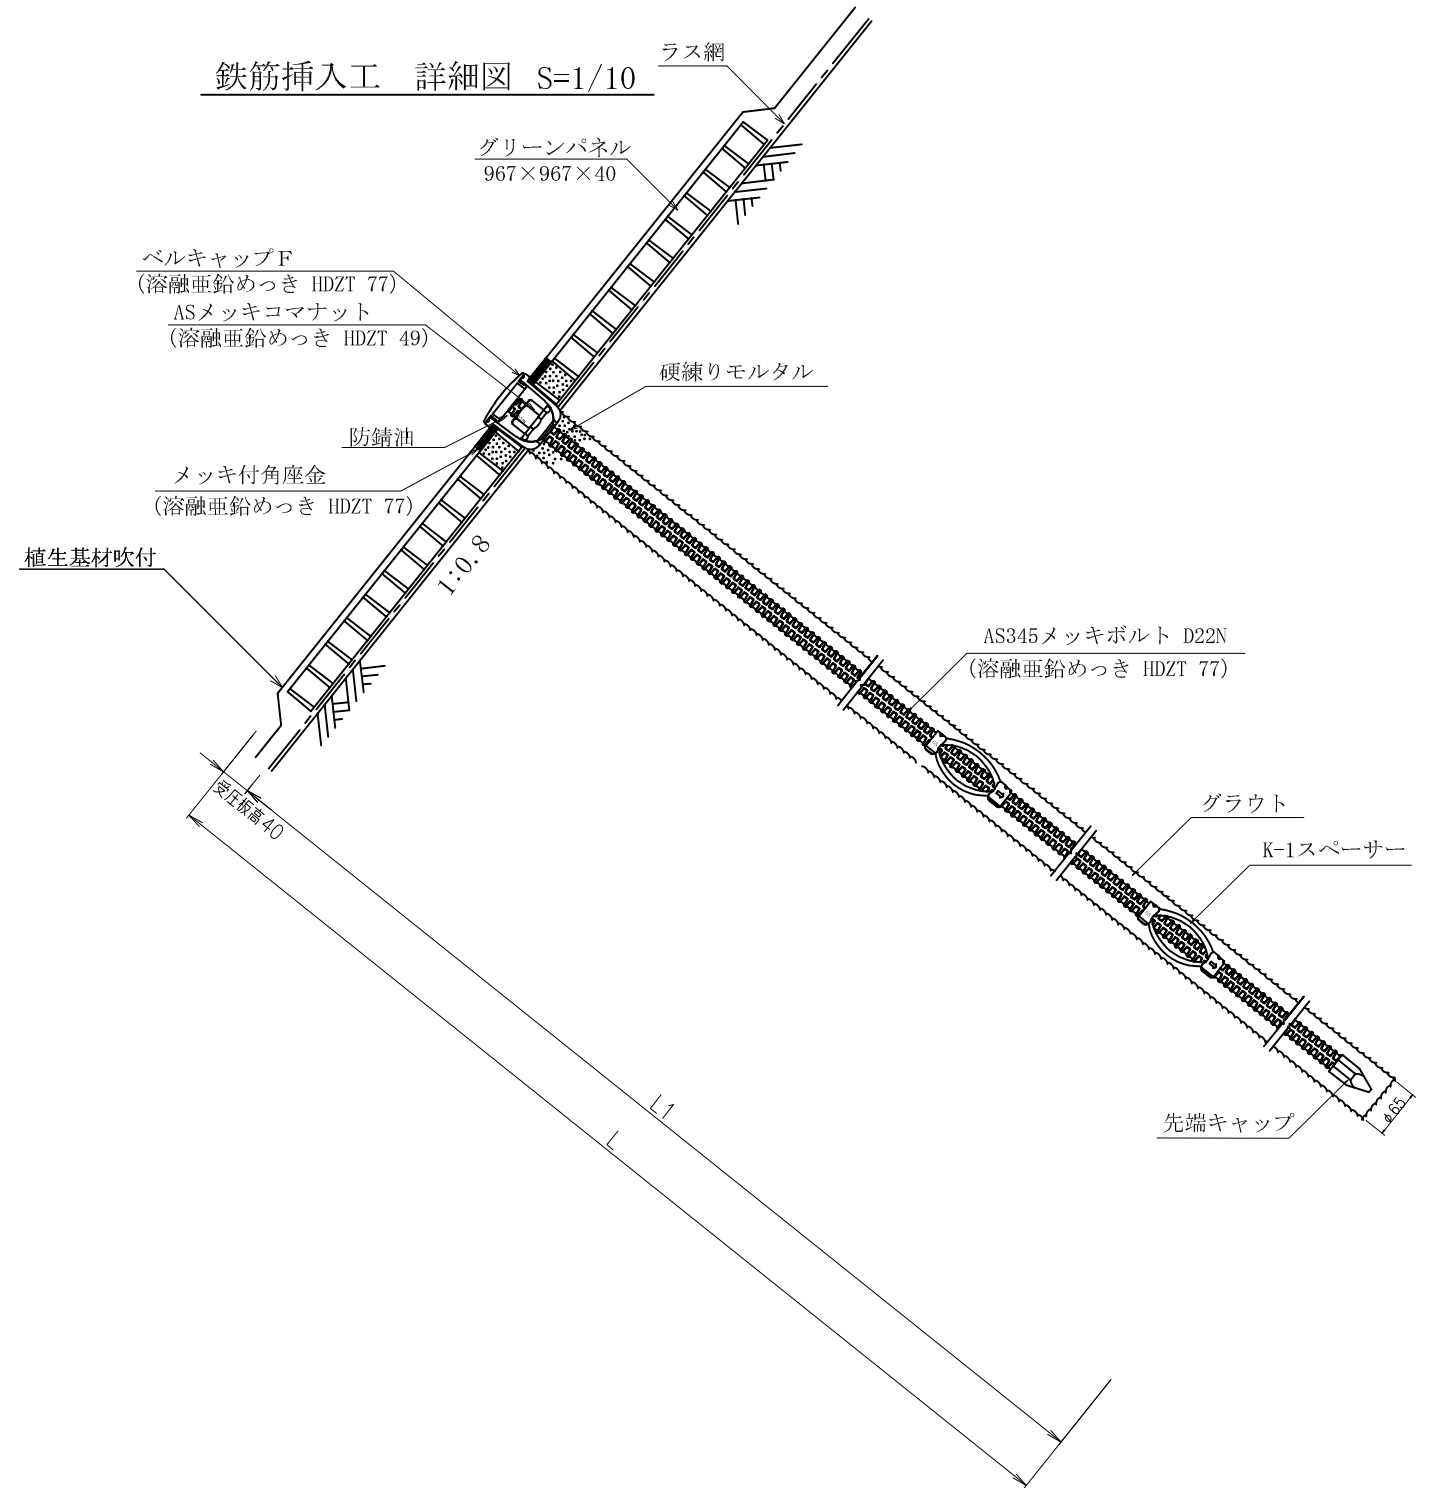 ラス網
鉄筋挿入工　詳細図　S=1/10
グリーンパネル
967×967×40
ベルキャップF
(溶融亜鉛めっき HDZT 77)
ASメッキコマナット
(溶融亜鉛めっき HDZT 49)
硬練りモルタル
防錆油
メッキ付角座金
(溶融亜鉛めっき HDZT 77)
植生基材吹付
1:0.8
AS345メッキボルト D22N
(溶融亜鉛めっき HDZT 77)
受圧板高40
グラウト
K-1スペーサー
L1
L
先端キャップ
φ65